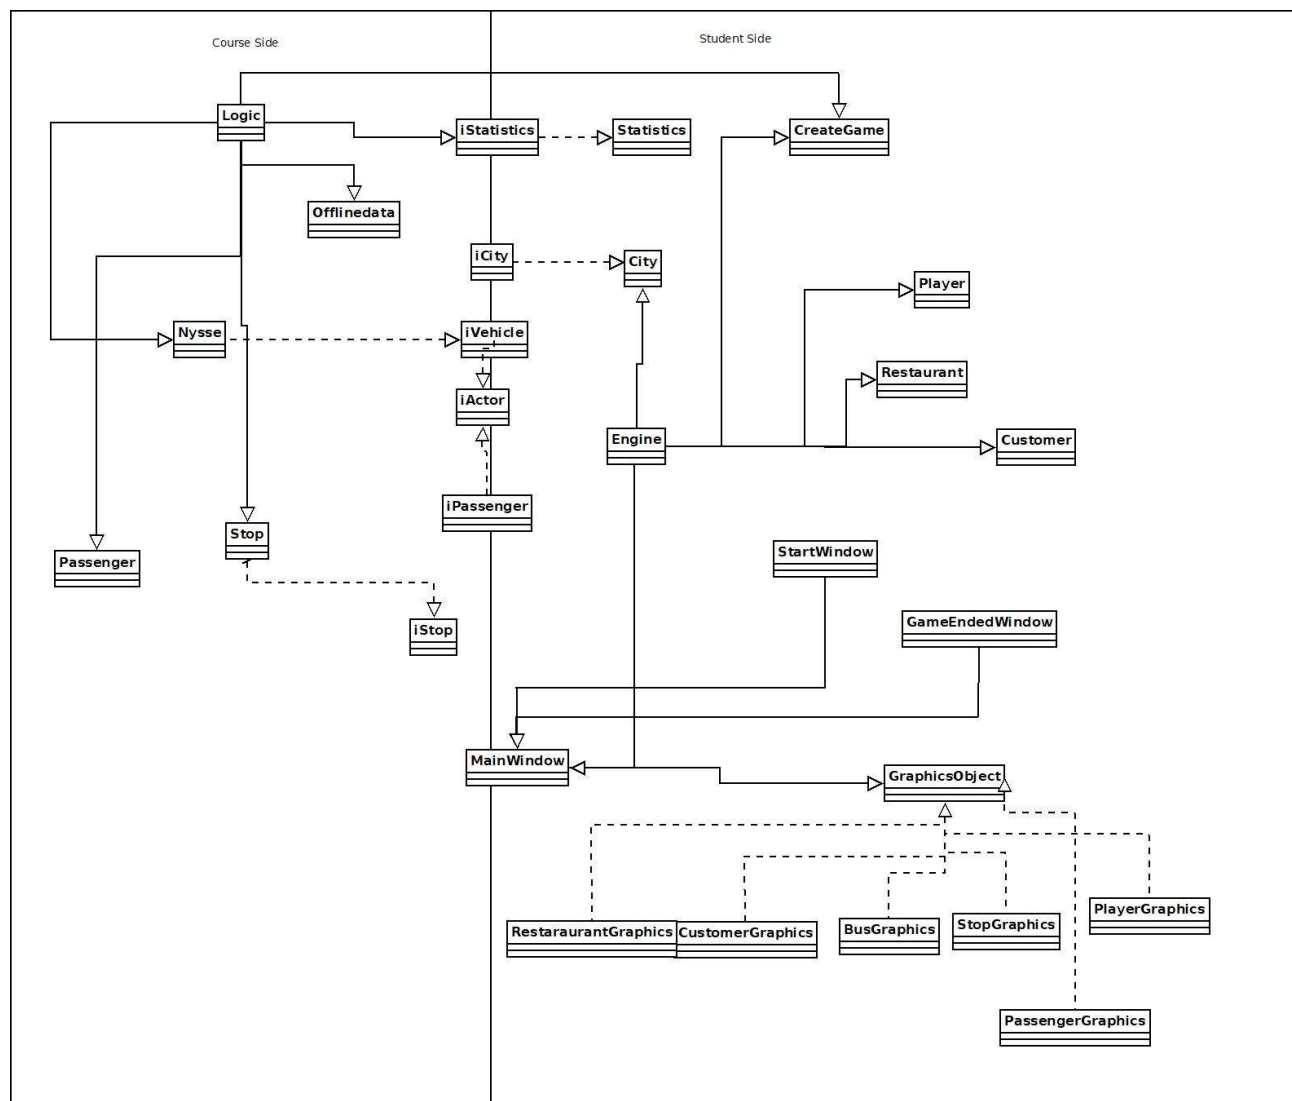 Course Side
Student Side
Logic
iStatistics
Statistics
CreateGame
Offlinedata
iCity
City
Player
Nysse
iVehicle
Restaurant
iActor
Engine
Customer
iPassenger
Stop
Passenger
StartWindow
iStop
GameEndedWindow
MainWindow
GraphicsObject
RestaraurantGraphics
CustomerGraphics
BusGraphics
StopGraphics
PlayerGraphics
PassengerGraphics